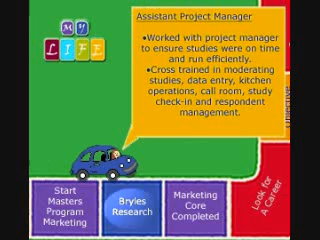 Assistant Project Manager
•Worked with project manager
to ensure studies were on time
and run efficiently.
•Cross trained in moderating
studies, data entry, kitchen
operations, call room, study
check-in and respondent
management.
MY
LIFE
Objective
Look for
A Career
Start
Masters
Program
Marketing
Bryles
Research
Marketing
Core
Completed